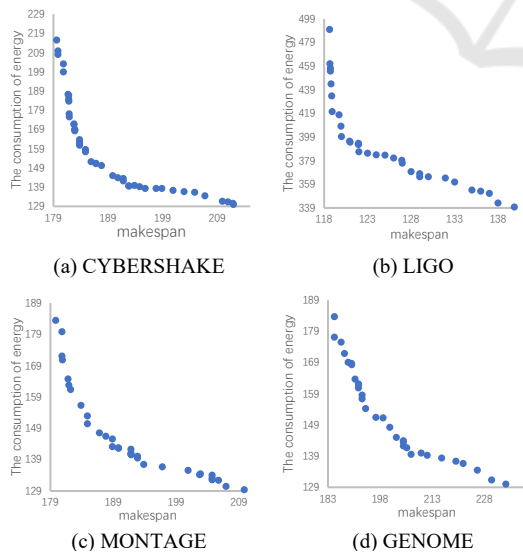 The consumption of energy
229
219
209
199
189
179
169
159
149
139
129
179 189 199 209
makespan
(a) CYBERSHAKE
The consumption of energy
499
479
459
439
419
399
379
359
339
118 123 128 133 138
makespan
(b) LIGO
The consumption of energy
189
179
169
159
149
139
129
179 189 199 209
makespan
(c) MONTAGE
The consumption of energy
189
179
169
159
149
139
129
183 198 213 228
makespan
(d) GENOME